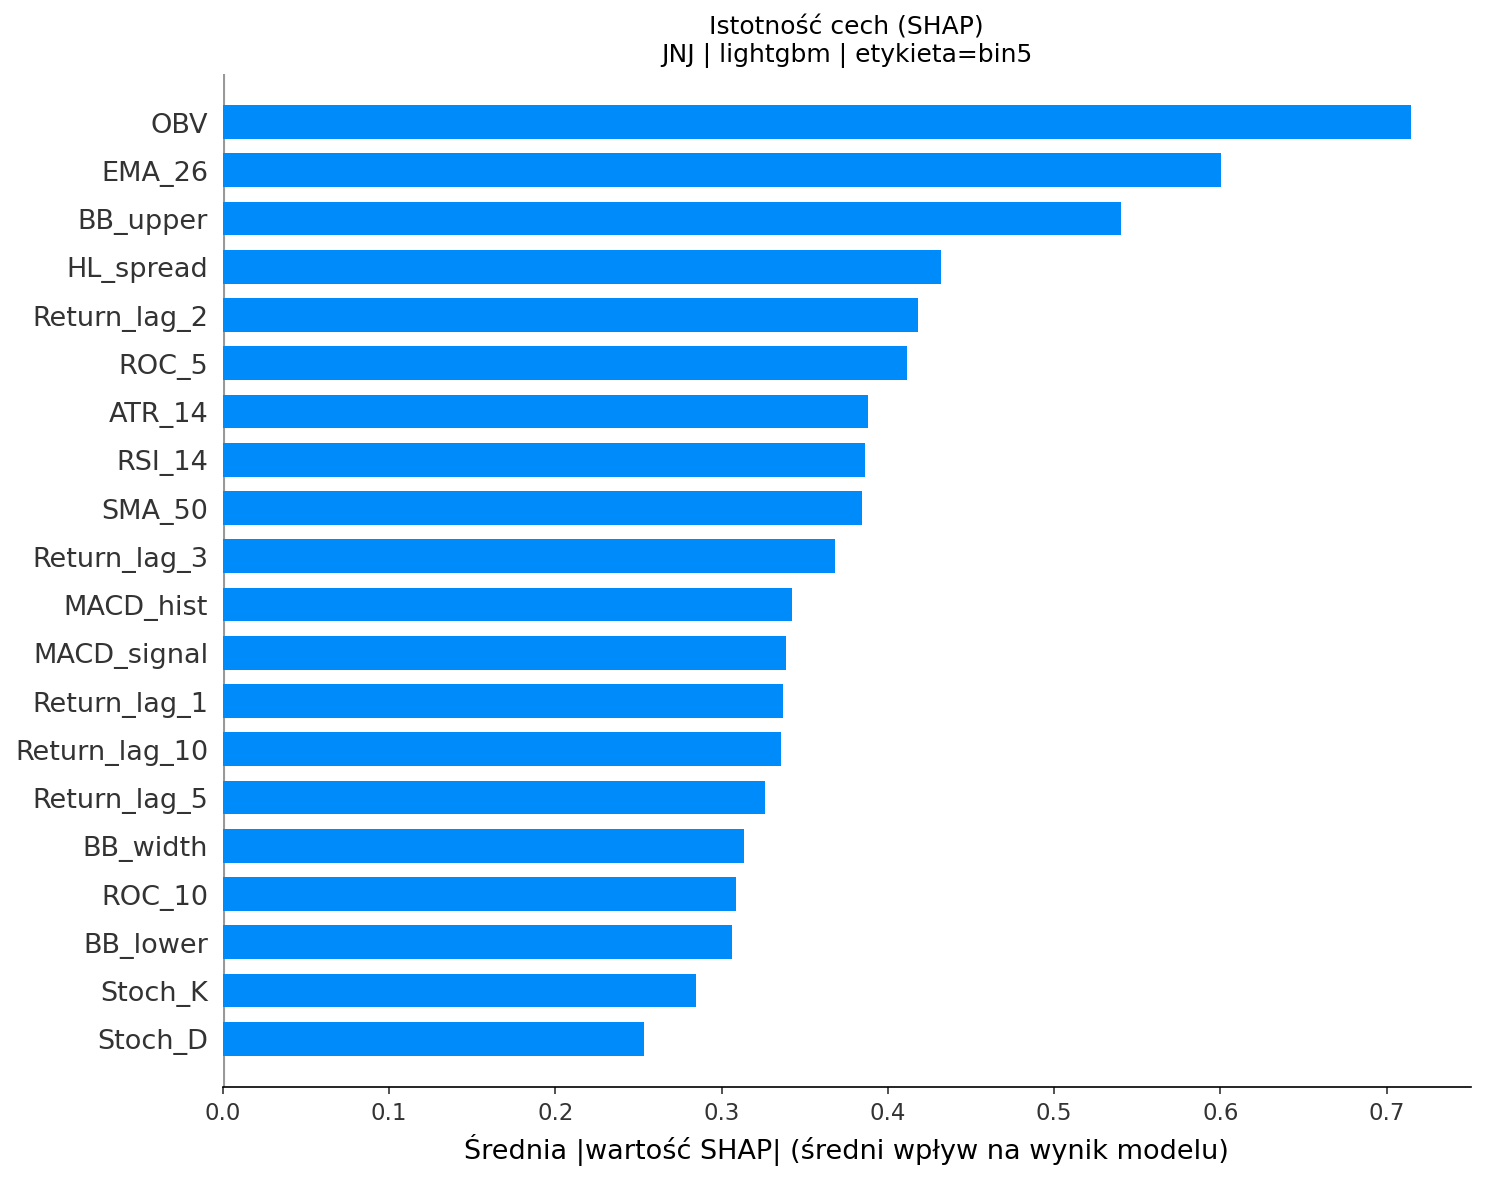 Istotność cech (SHAP)
JNJ | lightgbm | etykieta=bin5
OBV
EMA_26
BB_upper
HL_spread
Return_lag_2
ROC_5
ATR_14
RSI_14
SMA_50
Return_lag_3
MACD_hist
MACD_signal
Return_lag_1
Return_lag_10
Return_lag_5
BB_width
ROC_10
BB_lower
Stoch_K
Stoch_D
0.0 0.1 0.2 0.3 0.4 0.5 0.6 0.7
Średnia |wartość SHAP| (średni wpływ na wynik modelu)